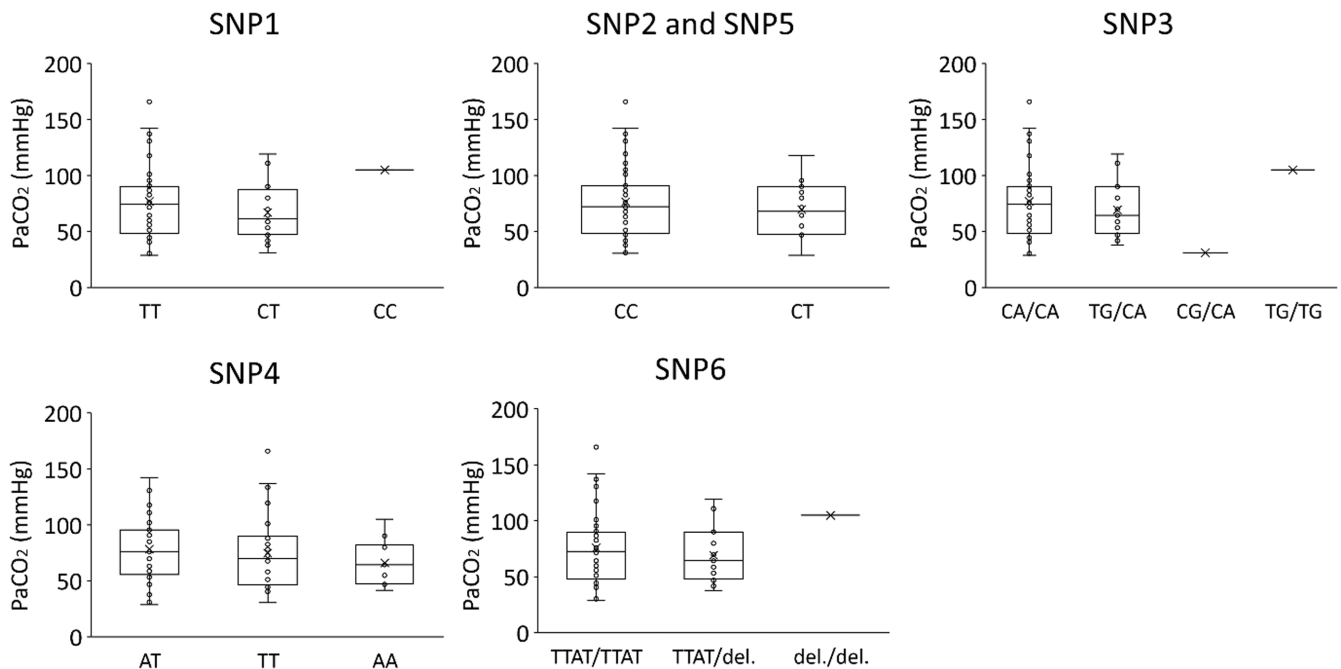 SNP1
200
150
100
50
0
PaCO₂ (mmHg)
TT CT CC
SNP2 and SNP5
200
150
100
50
0
PaCO₂ (mmHg)
CC CT
SNP3
200
150
100
50
0
PaCO₂ (mmHg)
CA/CA TG/CA CG/CA TG/TG
SNP4
200
150
100
50
0
PaCO₂ (mmHg)
AT TT AA
SNP6
200
150
100
50
0
PaCO₂ (mmHg)
TTAT/TTAT TTAT/del. del./del.